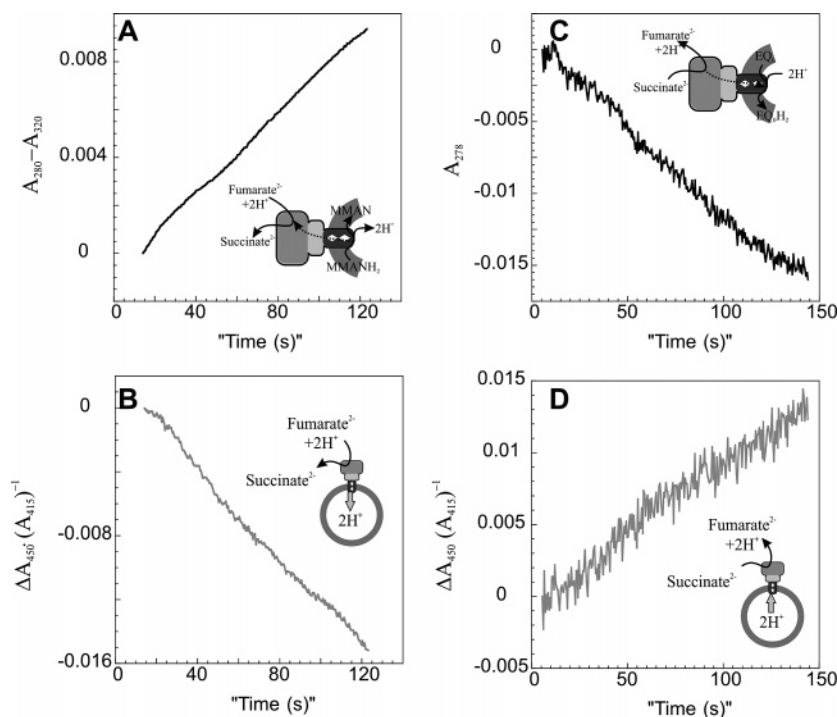 A
0.008
0.004
0
A280−A320
Fumarate2-
+2H+
MMAN
2H+
Succinate2-
MMANH2
0 40 80 120
"Time (s)"
C
0
-0.005
-0.01
-0.015
A278
Fumarate2-
+2H+
EQ1
2H+
Succinate2-
EQ1H2
0 50 100 150
"Time (s)"
B
0
-0.008
-0.016
ΔA450·(A415)−1
Fumarate2-
+2H+
Succinate2-
2H+
0 40 80 120
"Time (s)"
D
0.015
0.01
0.005
0
-0.005
ΔA450 (A415)−1
Fumarate2-
+2H+
Succinate2-
2H+
0 50 100 150
"Time (s)"